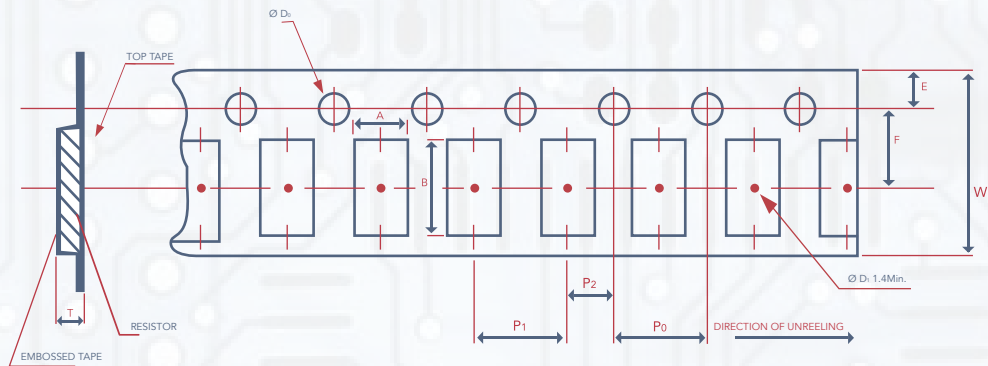 Ø D₀
TOP TAPE
E
A
F
B
W
Ø D₁ 1.4Min.
P2
T
RESISTOR
P1
P0
DIRECTION OF UNREELING
EMBOSSED TAPE